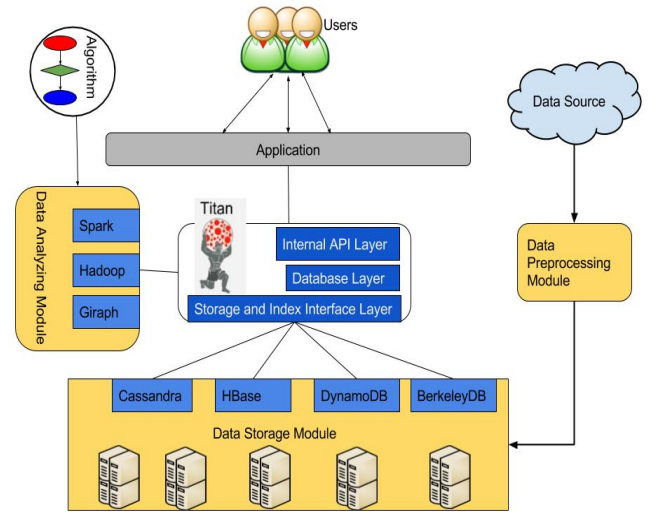 Users
Algorithm
Data Source
Application
Titan
Data Analyzing Module
Spark
Hadoop
Giraph
Internal API Layer
Database Layer
Storage and Index Interface Layer
Data
Preprocessing
Module
Cassandra
HBase
DynamoDB
BerkeleyDB
Data Storage Module